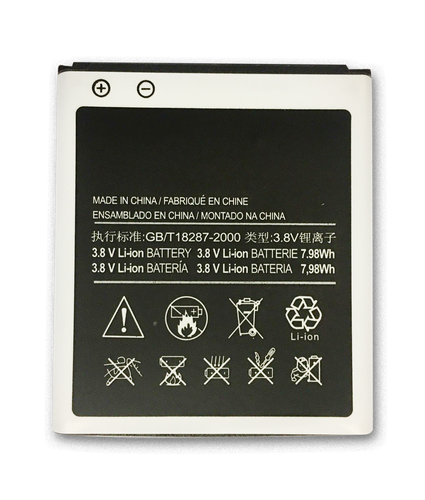 MADE IN CHINA / FABRIQUÉ EN CHINE
ENSAMBLADO EN CHINA / MONTADO NA CHINA
执行标准:GB/T18287-2000 类型:3.8V锂离子
3.8 V Li-ion BATTERY 3.8 V Li-ion BATTERIE 7.98Wh
3.8 V Li-ion BATERÍA 3.8 V Li-ion BATERIA 7,98Wh
Li-ion